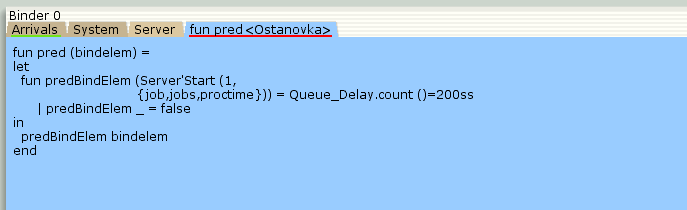 Binder 0
Arrivals System Server fun pred<Ostanovka>
fun pred (bindelem) =
let
fun predBindElem (Server'Start (1,
{job,jobs,proctime})) = Queue_Delay.count ()=200ss
| predBindElem _ = false
in
predBindElem bindelem
end